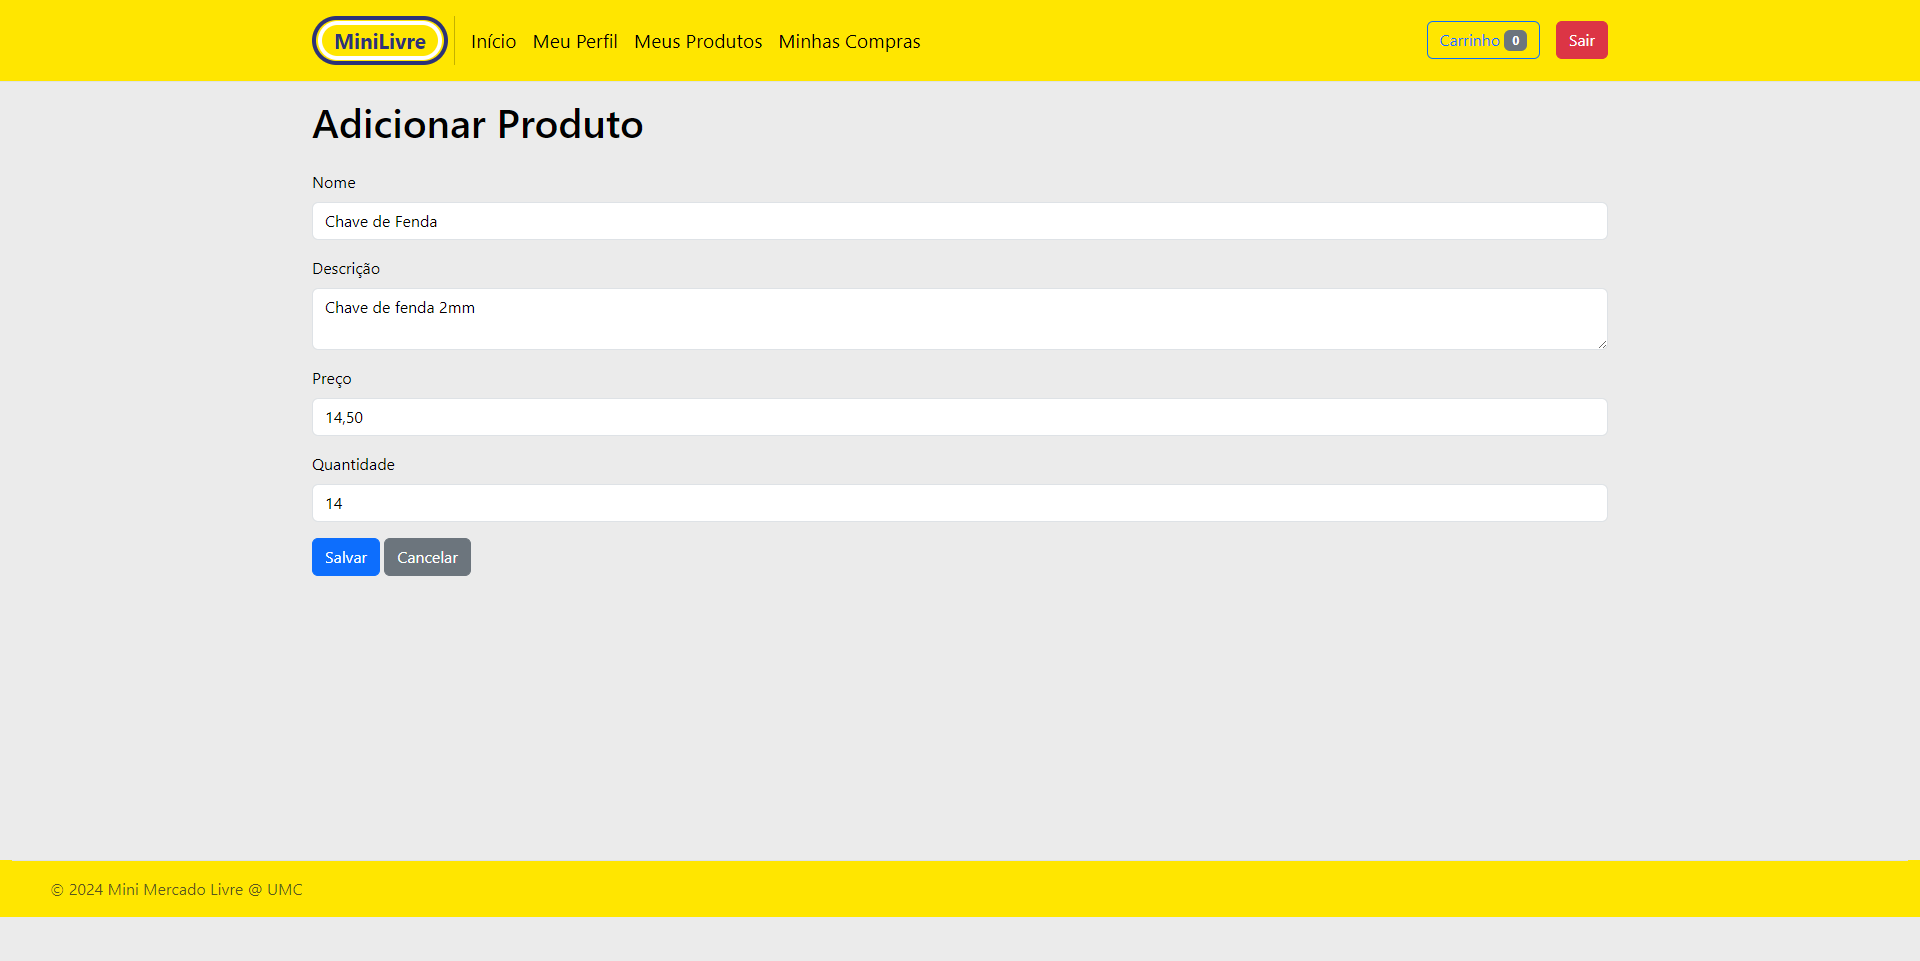 MiniLivre Início Meu Perfil Meus Produtos Minhas Compras Carrinho 0 Sair
Adicionar Produto
Nome
Chave de Fenda
Descrição
Chave de fenda 2mm
Preço
14,50
Quantidade
14
Salvar Cancelar
© 2024 Mini Mercado Livre @ UMC